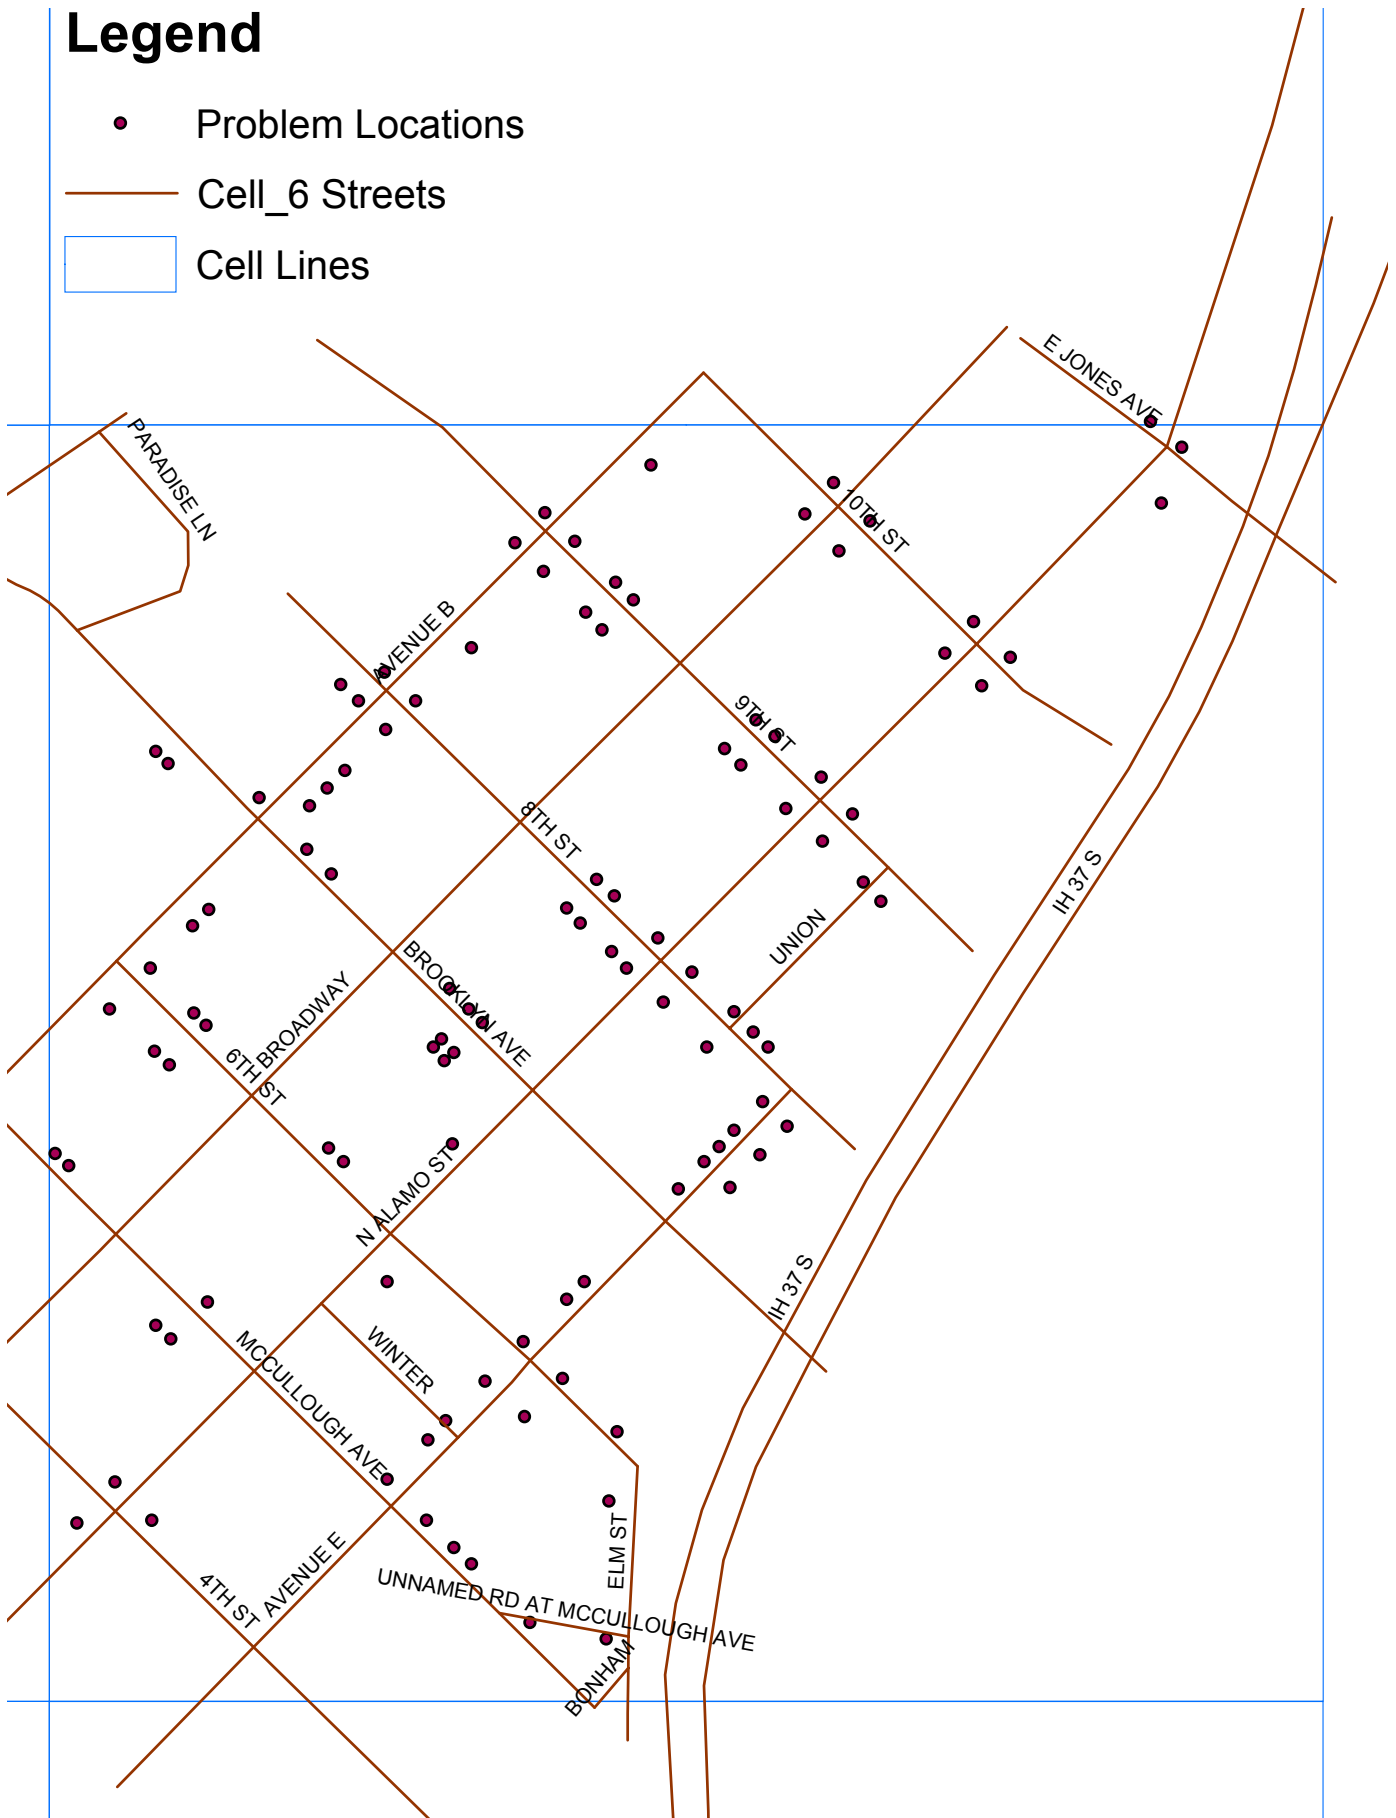 Legend
Problem Locations
Cell_6 Streets
Cell Lines
E JONES AVE
PARADISE LN
10TH ST
AVENUE B
9TH ST
8TH ST
IH 37 S
UNION
BROOKLYN AVE
BROADWAY
6TH ST
N ALAMO ST
IH 37 S
WINTER
MCCULLOUGH AVE
ELM ST
AVENUE E
4TH ST
UNNAMED RD AT MCCULLOUGH AVE
BONHAM